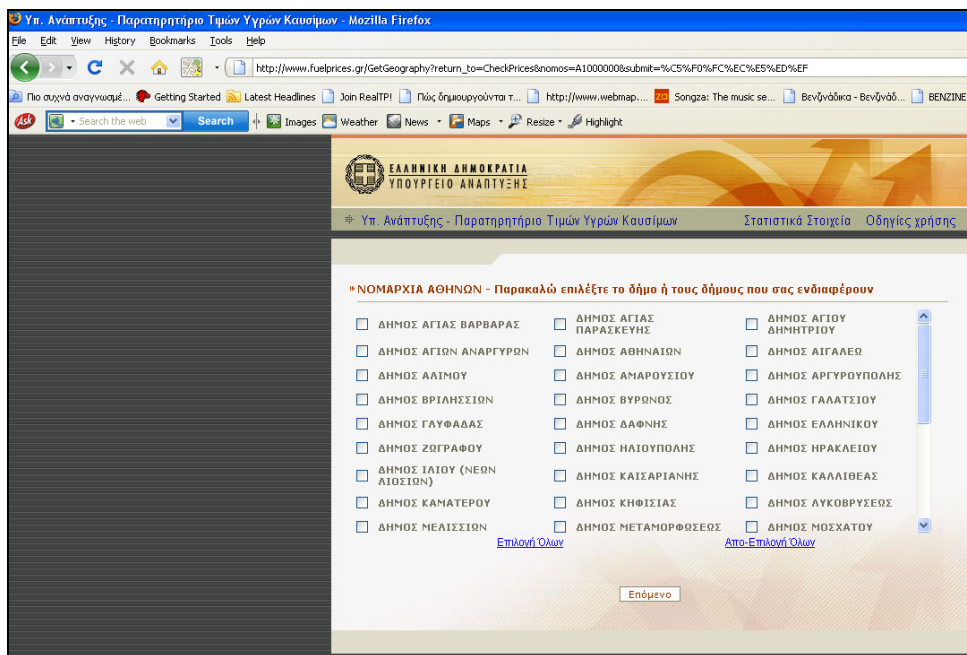 Υπ. Ανάπτυξης - Παρατηρητήριο Τιμών Υγρών Καυσίμων - Mozilla Firefox
File Edit View History Bookmarks Tools Help
http://www.fuelprices.gr/GetGeography?return_to=CheckPrices&nomos=A1000000&submit=%C5%F0%FC%EC%E5%ED%EF
Πιο συχνά αναγνωσμέ... Getting Started Latest Headlines Join RealTP! Πώς δημιουργούνται τ... http://www.webmap.... Songza: The music se... Βενζινάδικα - Βενζινάδ... BENZINE
Ask Search the web Search Images Weather News Maps Resize Highlight
ΕΛΛΗΝΙΚΗ ΔΗΜΟΚΡΑΤΙΑ
ΥΠΟΥΡΓΕΙΟ ΑΝΑΠΤΥΞΗΣ
Υπ. Ανάπτυξης - Παρατηρητήριο Τιμών Υγρών Καυσίμων Στατιστικά Στοιχεία Οδηγίες χρήσης
ΝΟΜΑΡΧΙΑ ΑΘΗΝΩΝ - Παρακαλώ επιλέξτε το δήμο ή τους δήμους που σας ενδιαφέρουν
ΔΗΜΟΣ ΑΓΙΑΣ ΒΑΡΒΑΡΑΣ ΔΗΜΟΣ ΑΓΙΑΣ ΠΑΡΑΣΚΕΥΗΣ ΔΗΜΟΣ ΑΓΙΟΥ ΔΗΜΗΤΡΙΟΥ
ΔΗΜΟΣ ΑΓΙΩΝ ΑΝΑΡΓΥΡΩΝ ΔΗΜΟΣ ΑΘΗΝΑΙΩΝ ΔΗΜΟΣ ΑΙΓΑΛΕΩ
ΔΗΜΟΣ ΑΛΙΜΟΥ ΔΗΜΟΣ ΑΜΑΡΟΥΣΙΟΥ ΔΗΜΟΣ ΑΡΓΥΡΟΥΠΟΛΗΣ
ΔΗΜΟΣ ΒΡΙΛΗΣΣΙΩΝ ΔΗΜΟΣ ΒΥΡΩΝΟΣ ΔΗΜΟΣ ΓΑΛΑΤΣΙΟΥ
ΔΗΜΟΣ ΓΛΥΦΑΔΑΣ ΔΗΜΟΣ ΔΑΦΝΗΣ ΔΗΜΟΣ ΕΛΛΗΝΙΚΟΥ
ΔΗΜΟΣ ΖΩΓΡΑΦΟΥ ΔΗΜΟΣ ΗΛΙΟΥΠΟΛΗΣ ΔΗΜΟΣ ΗΡΑΚΛΕΙΟΥ
ΔΗΜΟΣ ΙΛΙΟΥ (ΝΕΩΝ ΛΙΟΣΙΩΝ) ΔΗΜΟΣ ΚΑΙΣΑΡΙΑΝΗΣ ΔΗΜΟΣ ΚΑΛΛΙΘΕΑΣ
ΔΗΜΟΣ ΚΑΜΑΤΕΡΟΥ ΔΗΜΟΣ ΚΗΦΙΣΙΑΣ ΔΗΜΟΣ ΛΥΚΟΒΡΥΣΕΩΣ
ΔΗΜΟΣ ΜΕΛΙΣΣΙΩΝ ΔΗΜΟΣ ΜΕΤΑΜΟΡΦΩΣΕΩΣ ΔΗΜΟΣ ΜΟΣΧΑΤΟΥ
Επιλογή Όλων Απο-Επιλογή Όλων
Επόμενο